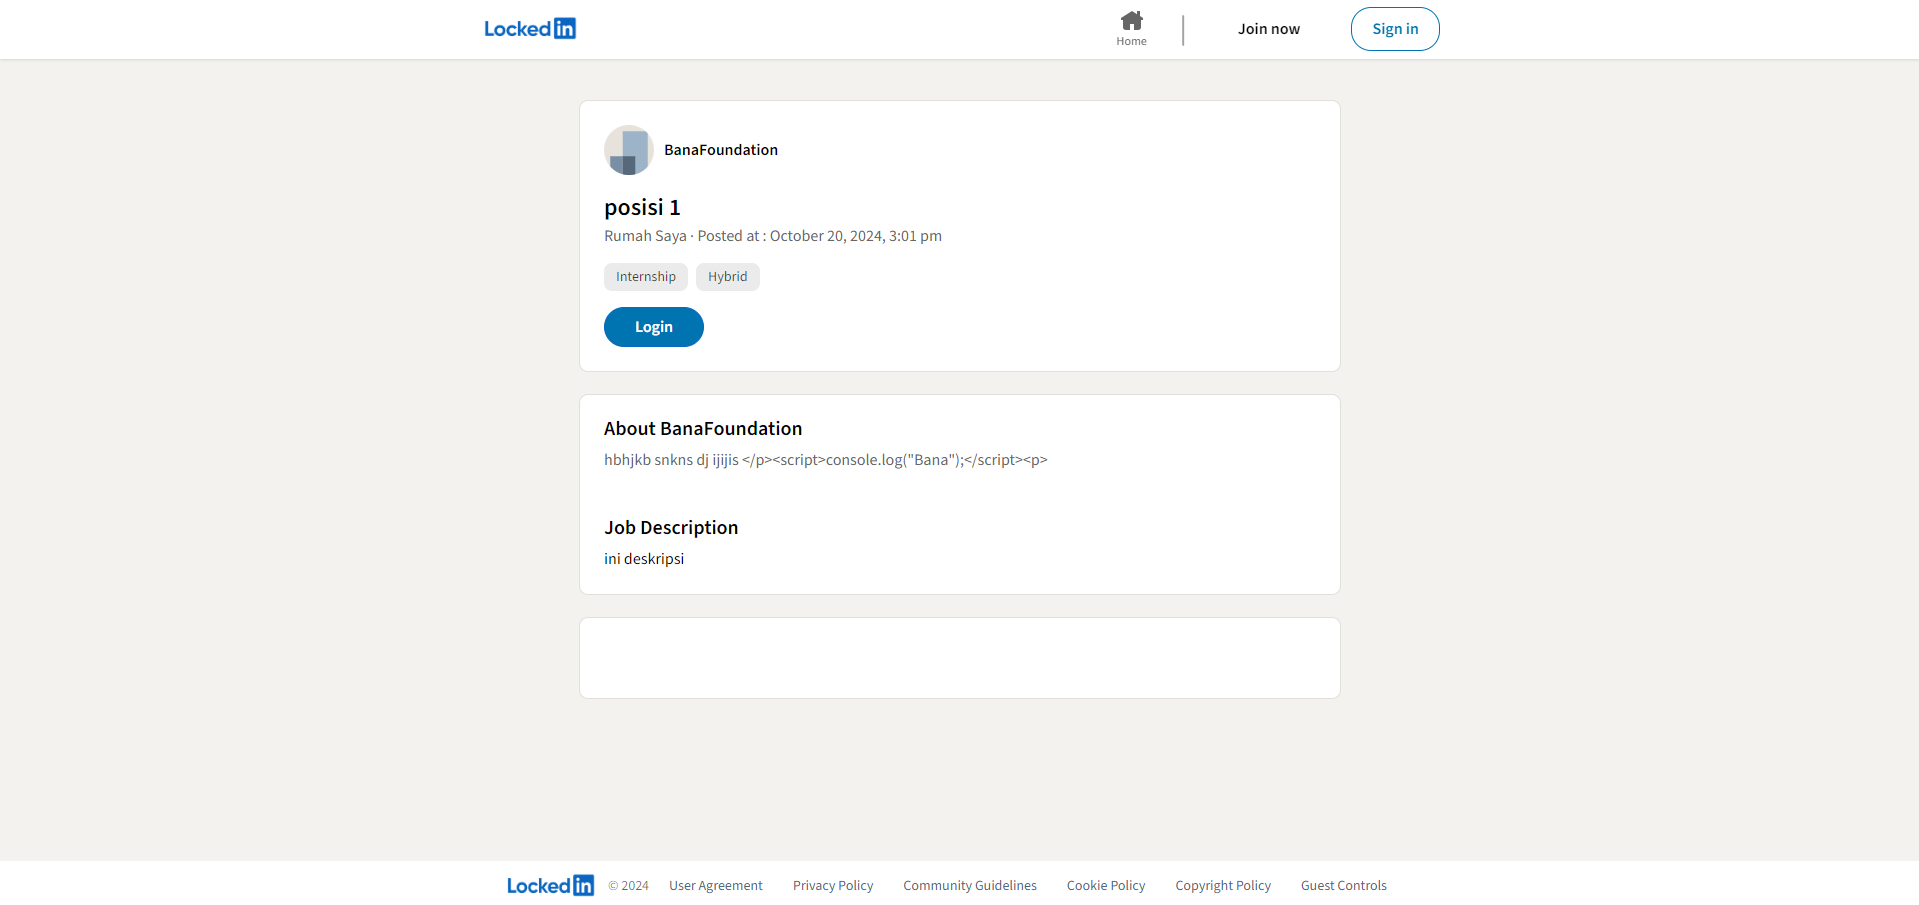 Lockedin
Home
Join now
Sign in
BanaFoundation
posisi 1
Rumah Saya · Posted at : October 20, 2024, 3:01 pm
Internship Hybrid
Login
About BanaFoundation
hbhjkb snkns dj ijijis </p><script>console.log("Bana");</script><p>
Job Description
ini deskripsi
Lockedin © 2024 User Agreement Privacy Policy Community Guidelines Cookie Policy Copyright Policy Guest Controls